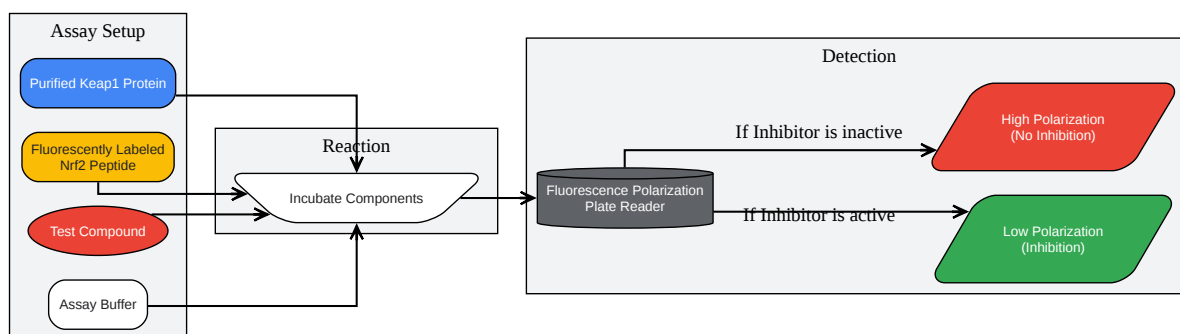 Assay Setup
Purified Keap1 Protein
Fluorescently Labeled
Nrf2 Peptide
Test Compound
Assay Buffer
Reaction
Incubate Components
Detection
Fluorescence Polarization
Plate Reader
If Inhibitor is inactive
High Polarization
(No Inhibition)
If Inhibitor is active
Low Polarization
(Inhibition)